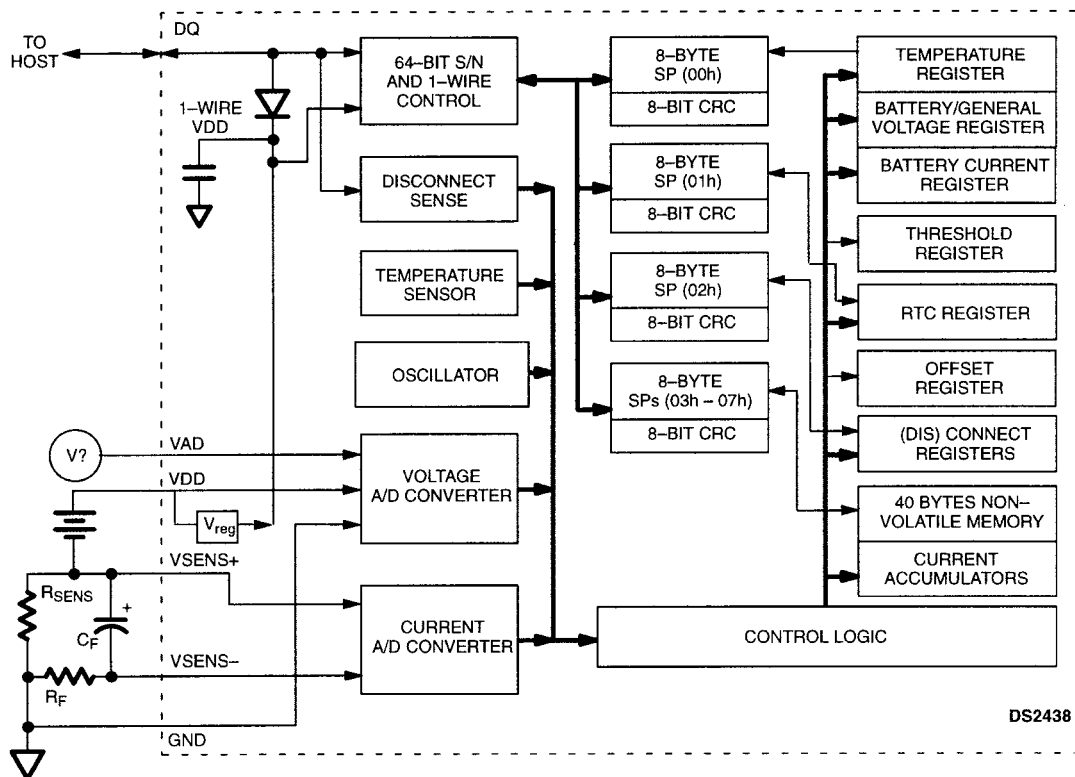 DQ
TO
HOST
64–BIT S/N
AND 1–WIRE
CONTROL
8–BYTE
SP (00h)
8–BIT CRC
TEMPERATURE
REGISTER
1–WIRE
VDD
BATTERY/GENERAL
VOLTAGE REGISTER
DISCONNECT
SENSE
8–BYTE
SP (01h)
8–BIT CRC
BATTERY CURRENT
REGISTER
THRESHOLD
REGISTER
TEMPERATURE
SENSOR
8–BYTE
SP (02h)
8–BIT CRC
RTC REGISTER
OSCILLATOR
8–BYTE
SPs (03h – 07h)
8–BIT CRC
OFFSET
REGISTER
(DIS) CONNECT
REGISTERS
V?
VAD
VDD
Vreg
VOLTAGE
A/D CONVERTER
40 BYTES NON–
VOLATILE MEMORY
CURRENT
ACCUMULATORS
VSENS+
RSENS
+
CF
RF
VSENS–
GND
CURRENT
A/D CONVERTER
CONTROL LOGIC
DS2438